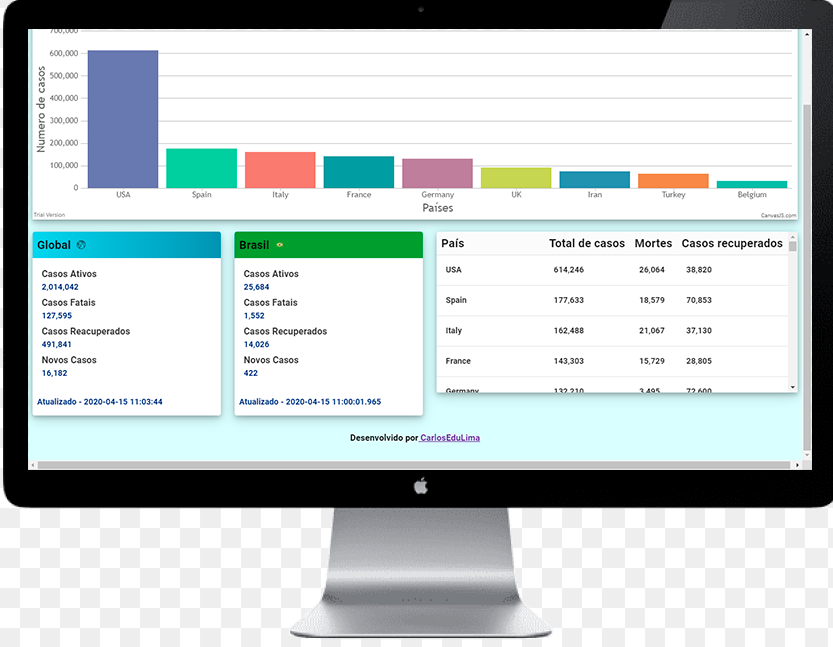 700,000
600,000
500,000
400,000
300,000
200,000
100,000
0
Numero de casos
USA Spain Italy France Germany UK Iran Turkey Belgium
Países
Trial Version CanvasJS.com
Global
Casos Ativos
2,014,042
Casos Fatais
127,595
Casos Reacuperados
491,841
Novos Casos
16,182
Atualizado - 2020-04-15 11:03:44
Brasil
Casos Ativos
25,684
Casos Fatais
1,552
Casos Recuperados
14,026
Novos Casos
422
Atualizado - 2020-04-15 11:00:01.965
País Total de casos Mortes Casos recuperados
USA 614,246 26,064 38,820
Spain 177,633 18,579 70,853
Italy 162,488 21,067 37,130
France 143,303 15,729 28,805
Germany 132,210 3,495 72,600
Desenvolvido por CarlosEduLima